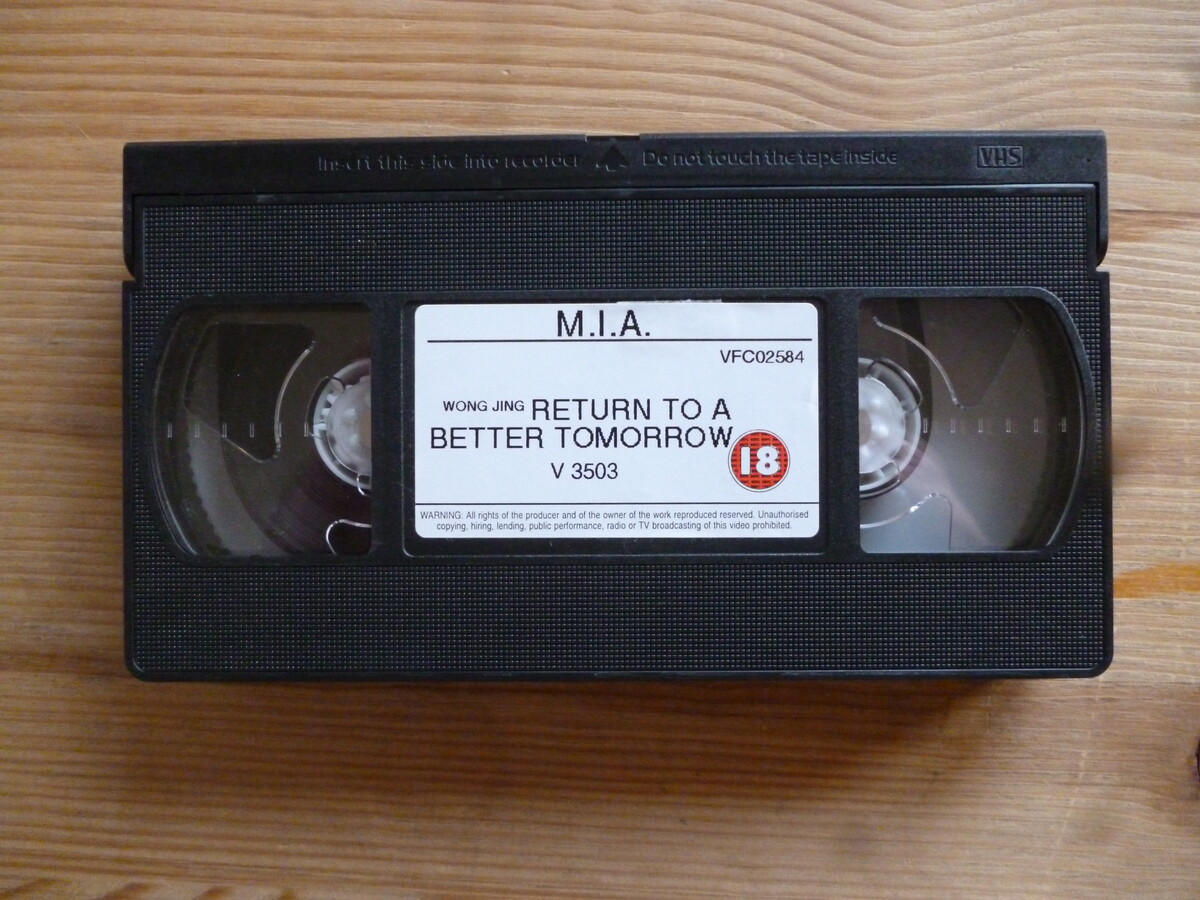 Insert this side into recorder Do not touch the tape inside VHS
M.I.A.
VFC02584
WONG JING RETURN TO A
BETTER TOMORROW
18
V 3503
WARNING: All rights of the producer and of the owner of the work reproduced reserved. Unauthorised
copying, hiring, lending, public performance, radio or TV broadcasting of this video prohibited.